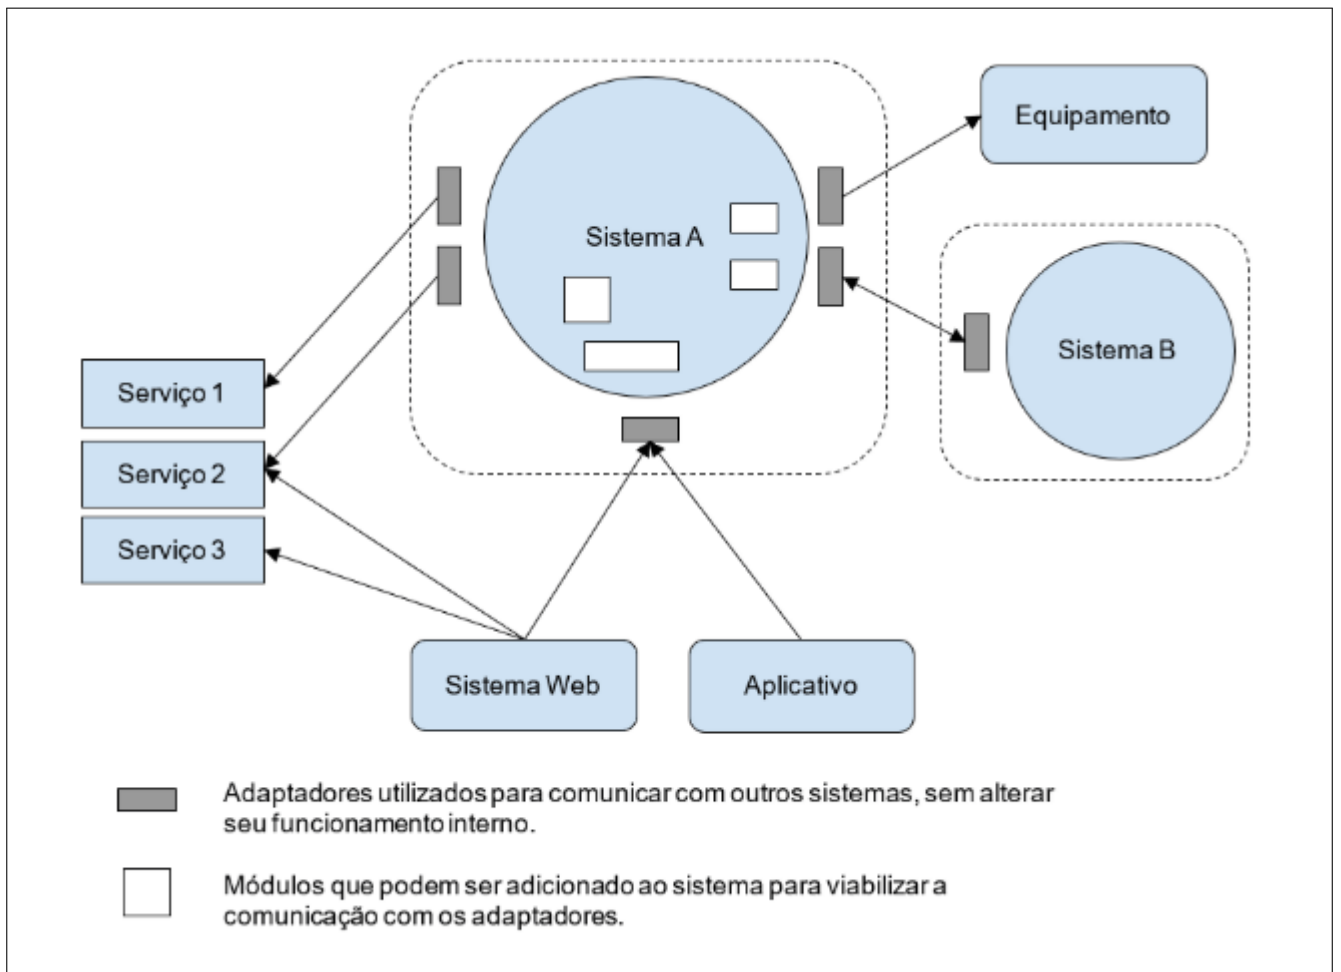 Equipamento
Sistema A
Sistema B
Serviço 1
Serviço 2
Serviço 3
Sistema Web
Aplicativo
Adaptadores utilizados para comunicar com outros sistemas, sem alterar
seu funcionamento interno.
Módulos que podem ser adicionado ao sistema para viabilizar a
comunicação com os adaptadores.